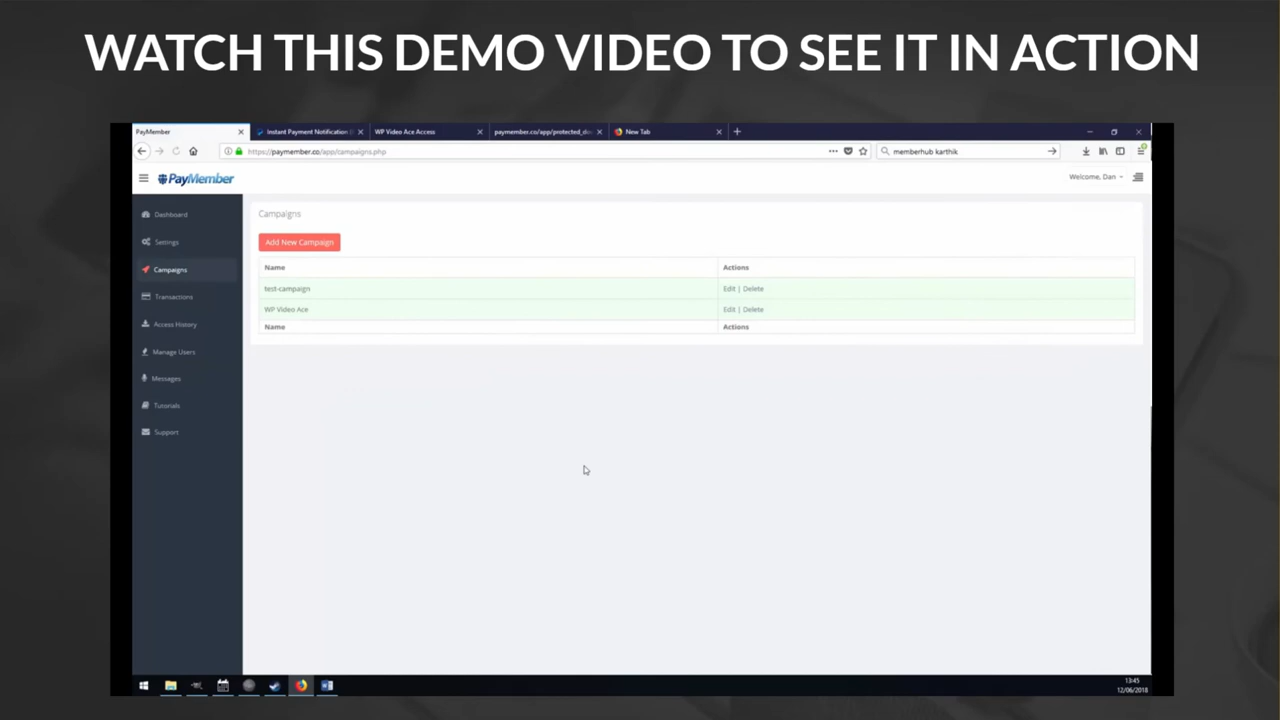 WATCH THIS DEMO VIDEO TO SEE IT IN ACTION
PayMember
Instant Payment Notification (
WP Video Ace Access
paymember.co/app/protected_do
New Tab
https://paymember.co/app/campaigns.php
memberhub karthik
PayMember
Welcome, Dan
Dashboard
Settings
Campaigns
Transactions
Access History
Manage Users
Messages
Tutorials
Support
Campaigns
Add New Campaign
Name Actions
test-campaign Edit | Delete
WP Video Ace Edit | Delete
Name Actions
13:45
12/06/2018